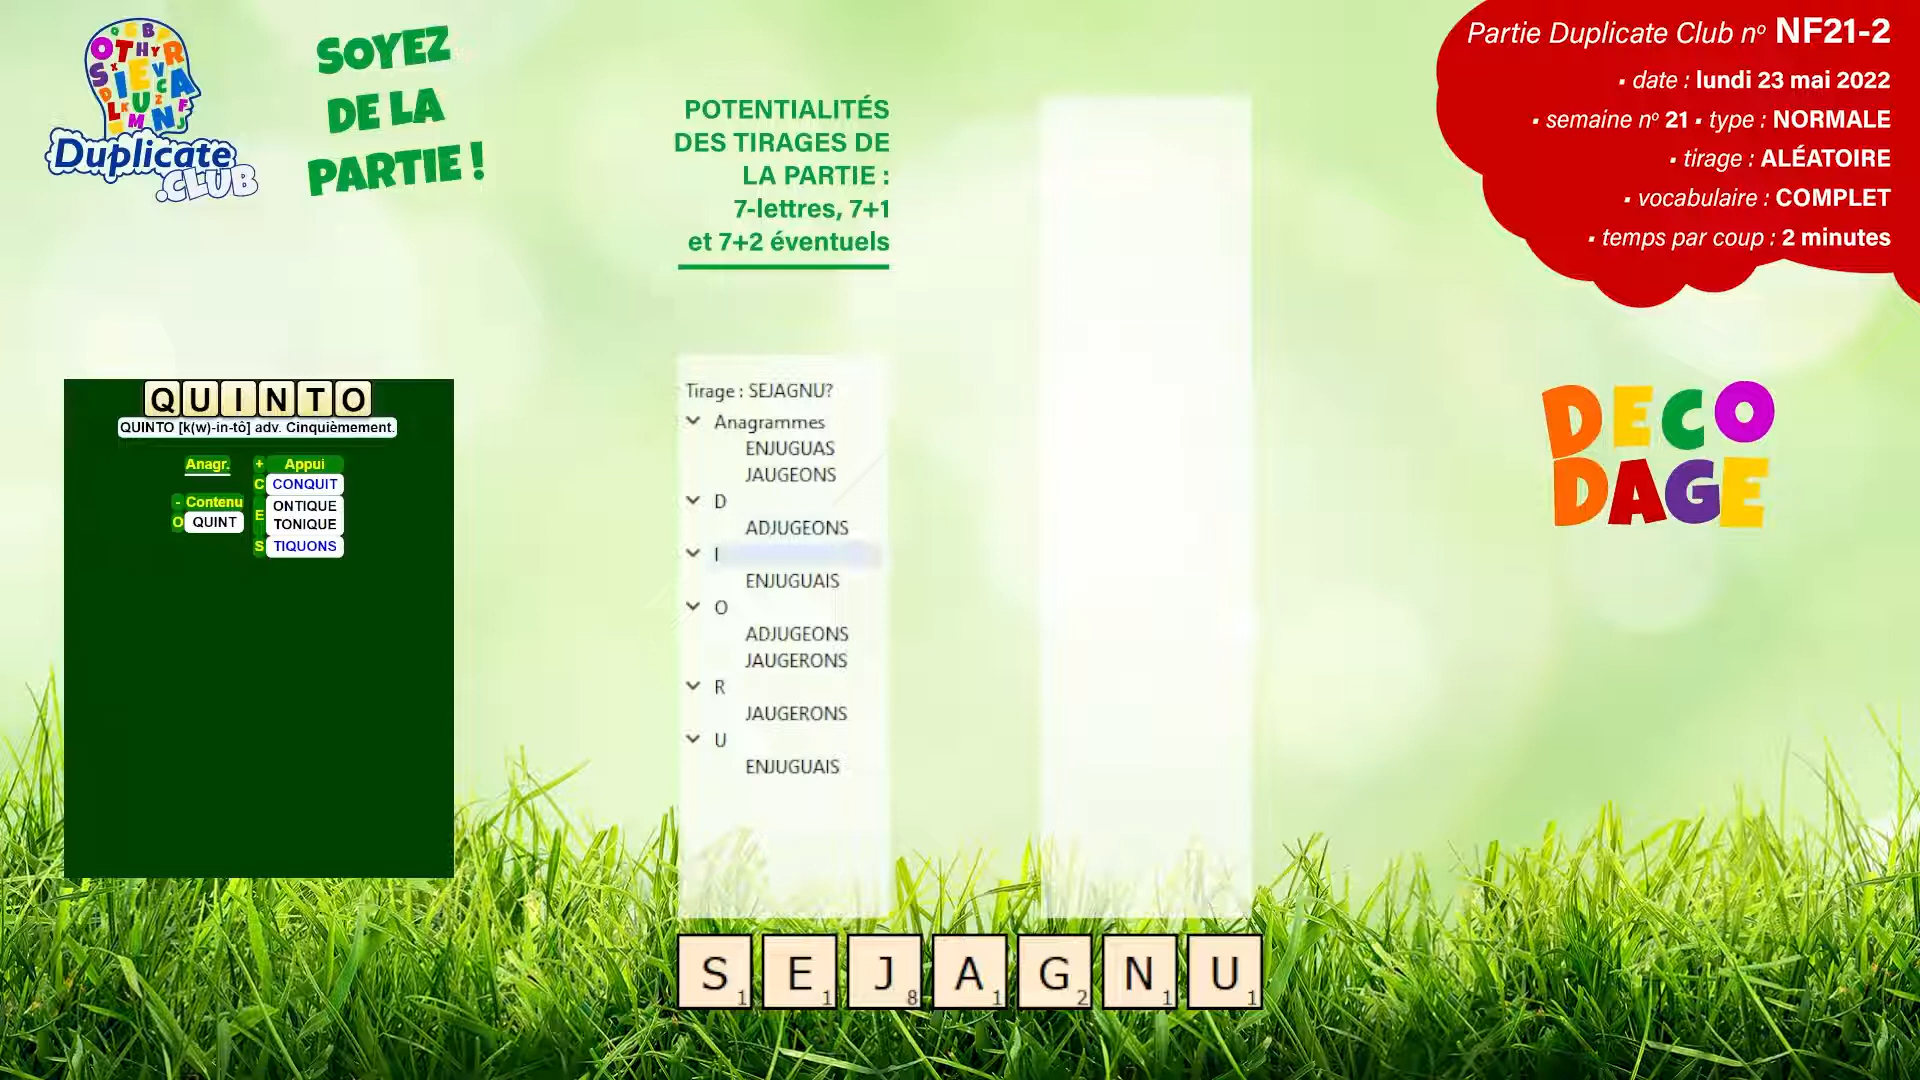 OTHYR
SIEVCA
Duplicate
.CLUB
SOYEZ
DE LA
PARTIE !
POTENTIALITÉS
DES TIRAGES DE
LA PARTIE :
7-lettres, 7+1
et 7+2 éventuels
Partie Duplicate Club nº NF21-2
• date : lundi 23 mai 2022
• semaine nº 21 • type : NORMALE
• tirage : ALÉATOIRE
• vocabulaire : COMPLET
• temps par coup : 2 minutes
QUINTO
QUINTO [k(w)-in-tô] adv. Cinquièmement.
Anagr. + Appui
C CONQUIT
- Contenu
O QUINT
E ONTIQUE
TONIQUE
S TIQUONS
Tirage : SEJAGNU?
Anagrammes
ENJUGUAS
JAUGEONS
D
ADJUGEONS
I
ENJUGUAIS
O
ADJUGEONS
JAUGERONS
R
JAUGERONS
U
ENJUGUAIS
DECO
DAGE
S1 E1 J8 A1 G2 N1 U1